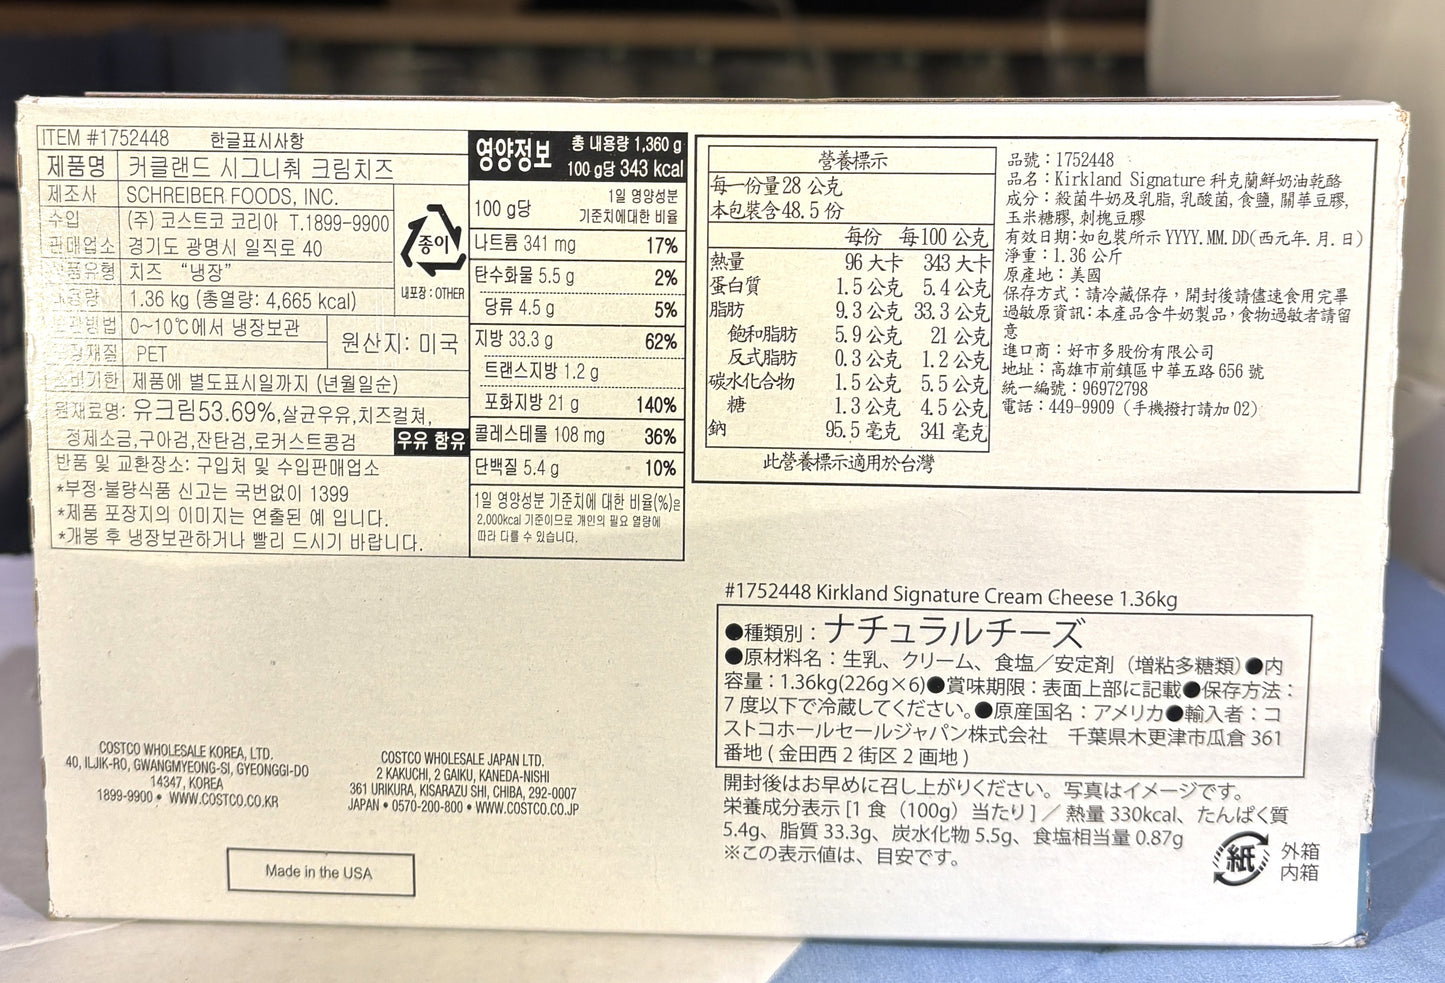 ITEM #1752448 한글표시사항
제품명 커클랜드 시그니춰 크림치즈
제조사 SCHREIBER FOODS, INC.
수입 (주) 코스트코 코리아 T.1899-9900
판매업소 경기도 광명시 일직로 40
식품유형 치즈 “냉장”
내용량 1.36 kg (총열량: 4,665 kcal)
보관방법 0~10℃에서 냉장보관
포장재질 PET
원산지: 미국
종이
내포장 : OTHER
소비기한 제품에 별도표시일까지 (년월일순)
원재료명: 유크림53.69%,살균우유,치즈컬쳐,
정제소금,구아검,잔탄검,로커스트콩검 우유 함유
반품 및 교환장소: 구입처 및 수입판매업소
*부정·불량식품 신고는 국번없이 1399
*제품 포장지의 이미지는 연출된 예 입니다.
*개봉 후 냉장보관하거나 빨리 드시기 바랍니다.
영양정보 총 내용량 1,360 g
100 g당 343 kcal
100 g당 1일 영양성분
기준치에대한 비율
나트륨 341 mg 17%
탄수화물 5.5 g 2%
당류 4.5 g 5%
지방 33.3 g 62%
트랜스지방 1.2 g
포화지방 21 g 140%
콜레스테롤 108 mg 36%
단백질 5.4 g 10%
1일 영양성분 기준치에 대한 비율(%)은
2,000kcal 기준이므로 개인의 필요 열량에
따라 다를 수 있습니다.
營養標示
每一份量28 公克
本包裝含48.5 份
每份 每100 公克
熱量 96 大卡 343 大卡
蛋白質 1.5 公克 5.4 公克
脂肪 9.3 公克 33.3 公克
飽和脂肪 5.9 公克 21 公克
反式脂肪 0.3 公克 1.2 公克
碳水化合物 1.5 公克 5.5 公克
糖 1.3 公克 4.5 公克
鈉 95.5 毫克 341 毫克
此營養標示適用於台灣
品號：1752448
品名：Kirkland Signature 科克蘭鮮奶油乾酪
成分：殺菌牛奶及乳脂, 乳酸菌, 食鹽, 關華豆膠,
玉米糖膠, 刺槐豆膠
有效日期:如包裝所示 YYYY.MM.DD(西元年.月.日)
淨重：1.36 公斤
原產地：美國
保存方式：請冷藏保存，開封後請儘速食用完畢
過敏原資訊:本產品含牛奶製品，食物過敏者請留
意
進口商：好市多股份有限公司
地址：高雄市前鎮區中華五路 656 號
統一編號：96972798
電話：449-9909（手機撥打請加 02）
#1752448 Kirkland Signature Cream Cheese 1.36kg
●種類別：ナチュラルチーズ
●原材料名：生乳、クリーム、食塩／安定剤（増粘多糖類）●内
容量：1.36kg(226g×6)●賞味期限：表面上部に記載●保存方法：
7 度以下で冷蔵してください。●原産国名：アメリカ●輸入者：コ
ストコホールセールジャパン株式会社 千葉県木更津市瓜倉 361
番地 ( 金田西 2 街区 2 画地 )
開封後はお早めに召し上がりください。写真はイメージです。
栄養成分表示 [1 食（100g）当たり]／ 熱量 330kcal、たんぱく質
5.4g、脂質 33.3g、炭水化物 5.5g、食塩相当量 0.87g
※この表示値は、目安です。
紙 外箱
内箱
COSTCO WHOLESALE KOREA, LTD.
40, ILJIK-RO, GWANGMYEONG-SI, GYEONGGI-DO
14347, KOREA
1899-9900 • WWW.COSTCO.CO.KR
COSTCO WHOLESALE JAPAN LTD.
2 KAKUCHI, 2 GAIKU, KANEDA-NISHI
361 URIKURA, KISARAZU SHI, CHIBA, 292-0007
JAPAN • 0570-200-800 • WWW.COSTCO.CO.JP
Made in the USA